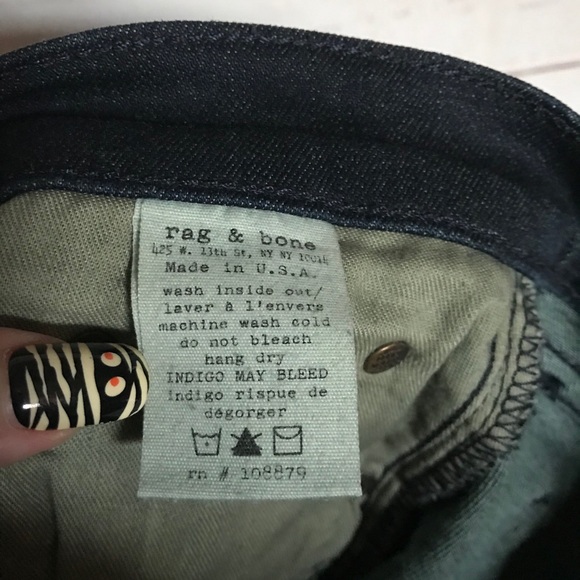 rag & bone
425 W. 13th St, NY NY 10014
Made in U.S.A.
wash inside out/
laver à l'envers
machine wash cold
do not bleach
hang dry
INDIGO MAY BLEED
indigo rispue de
dégorger
rn # 108879